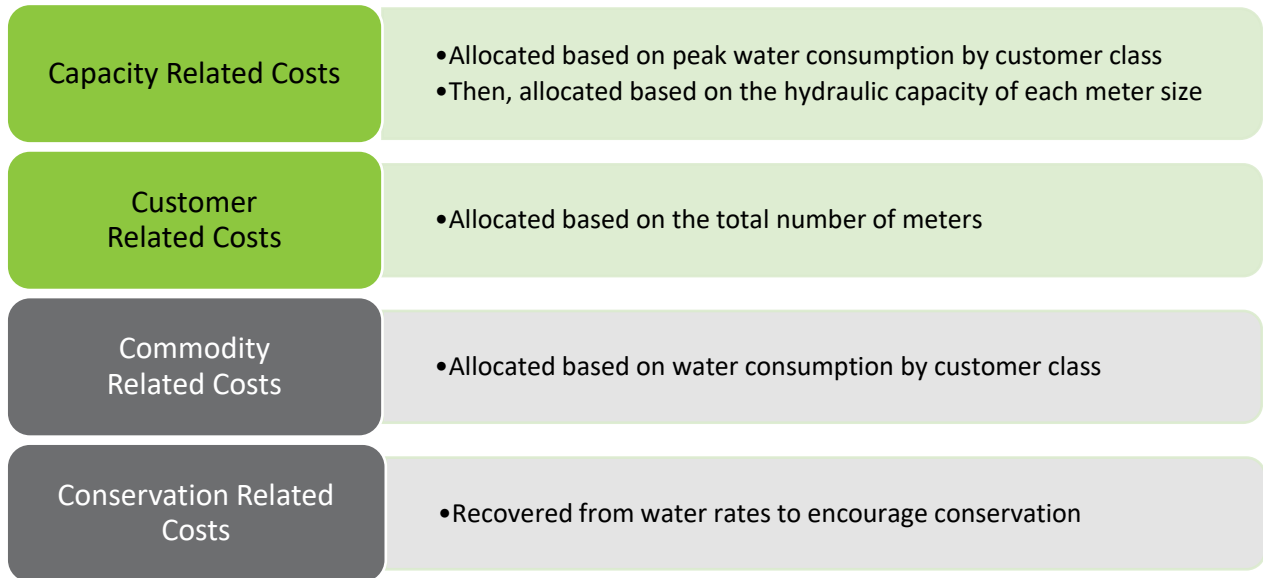 Capacity Related Costs
•Allocated based on peak water consumption by customer class
•Then, allocated based on the hydraulic capacity of each meter size
Customer
Related Costs
•Allocated based on the total number of meters
Commodity
Related Costs
•Allocated based on water consumption by customer class
Conservation Related
Costs
•Recovered from water rates to encourage conservation